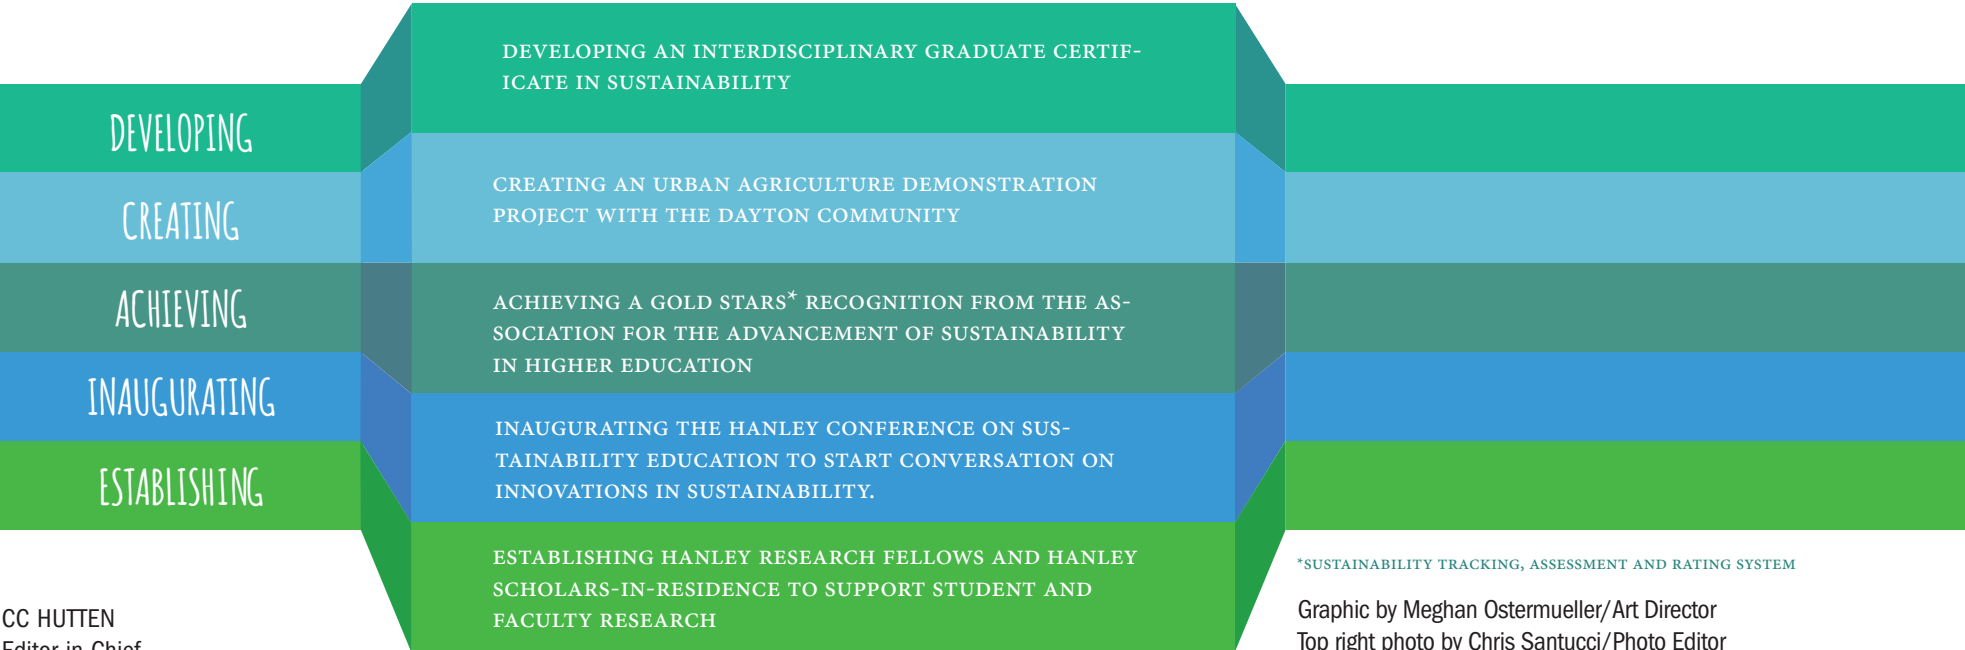 DEVELOPING
CREATING
ACHIEVING
INAUGURATING
ESTABLISHING
DEVELOPING AN INTERDISCIPLINARY GRADUATE CERTIF-
ICATE IN SUSTAINABILITY
CREATING AN URBAN AGRICULTURE DEMONSTRATION
PROJECT WITH THE DAYTON COMMUNITY
ACHIEVING A GOLD STARS* RECOGNITION FROM THE AS-
SOCIATION FOR THE ADVANCEMENT OF SUSTAINABILITY
IN HIGHER EDUCATION
INAUGURATING THE HANLEY CONFERENCE ON SUS-
TAINABILITY EDUCATION TO START CONVERSATION ON
INNOVATIONS IN SUSTAINABILITY.
ESTABLISHING HANLEY RESEARCH FELLOWS AND HANLEY
SCHOLARS-IN-RESIDENCE TO SUPPORT STUDENT AND
FACULTY RESEARCH
*SUSTAINABILITY TRACKING, ASSESSMENT AND RATING SYSTEM
CC HUTTEN
Editor-in-Chief
Graphic by Meghan Ostermueller/Art Director
Top right photo by Chris Santucci/Photo Editor